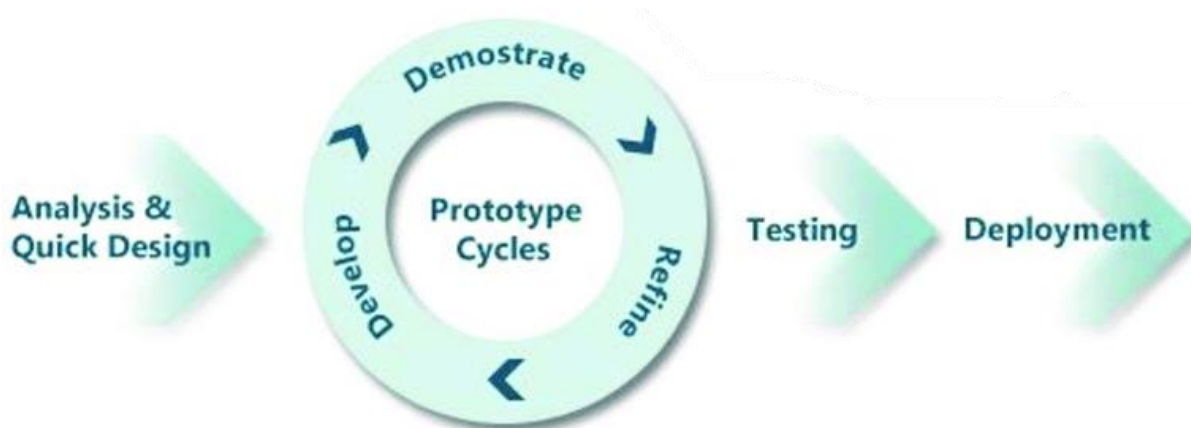 Analysis &
Quick Design
Demostrate
Develop
Prototype
Cycles
Refine
Testing
Deployment